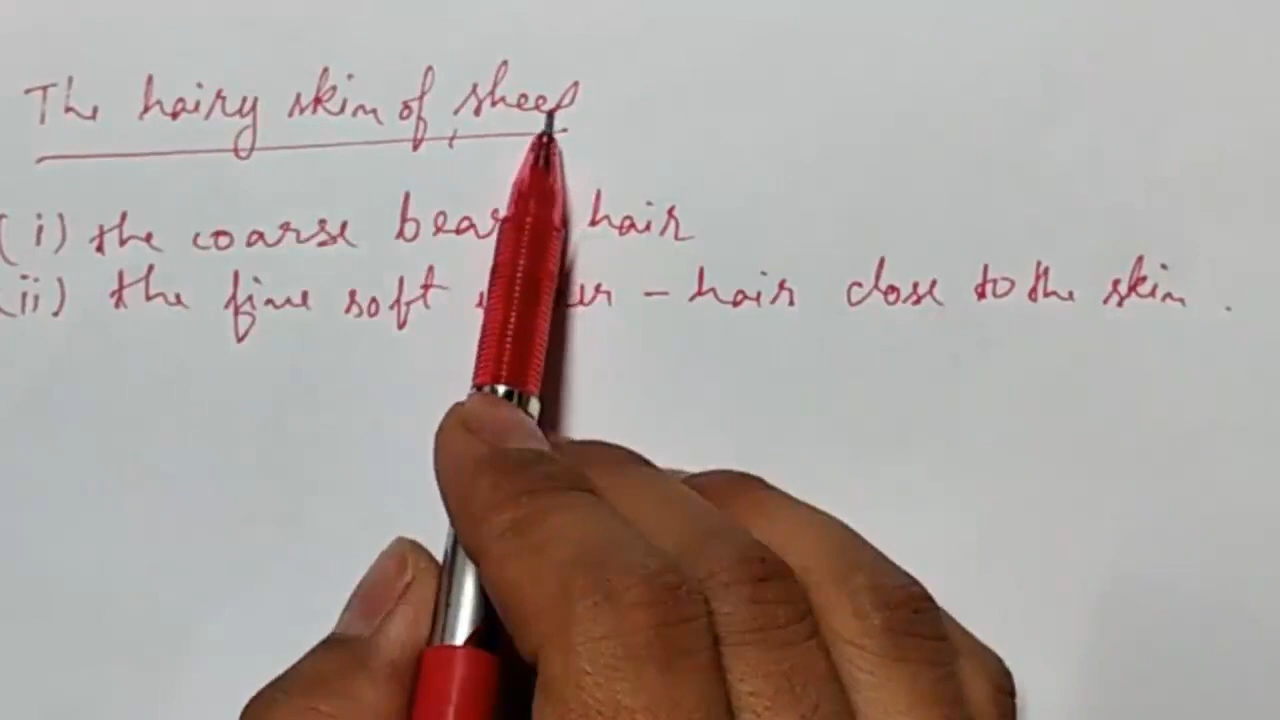 The hairy skin of sheep
(i) the coarse hair
(ii) the fine soft - hair close to the skin .